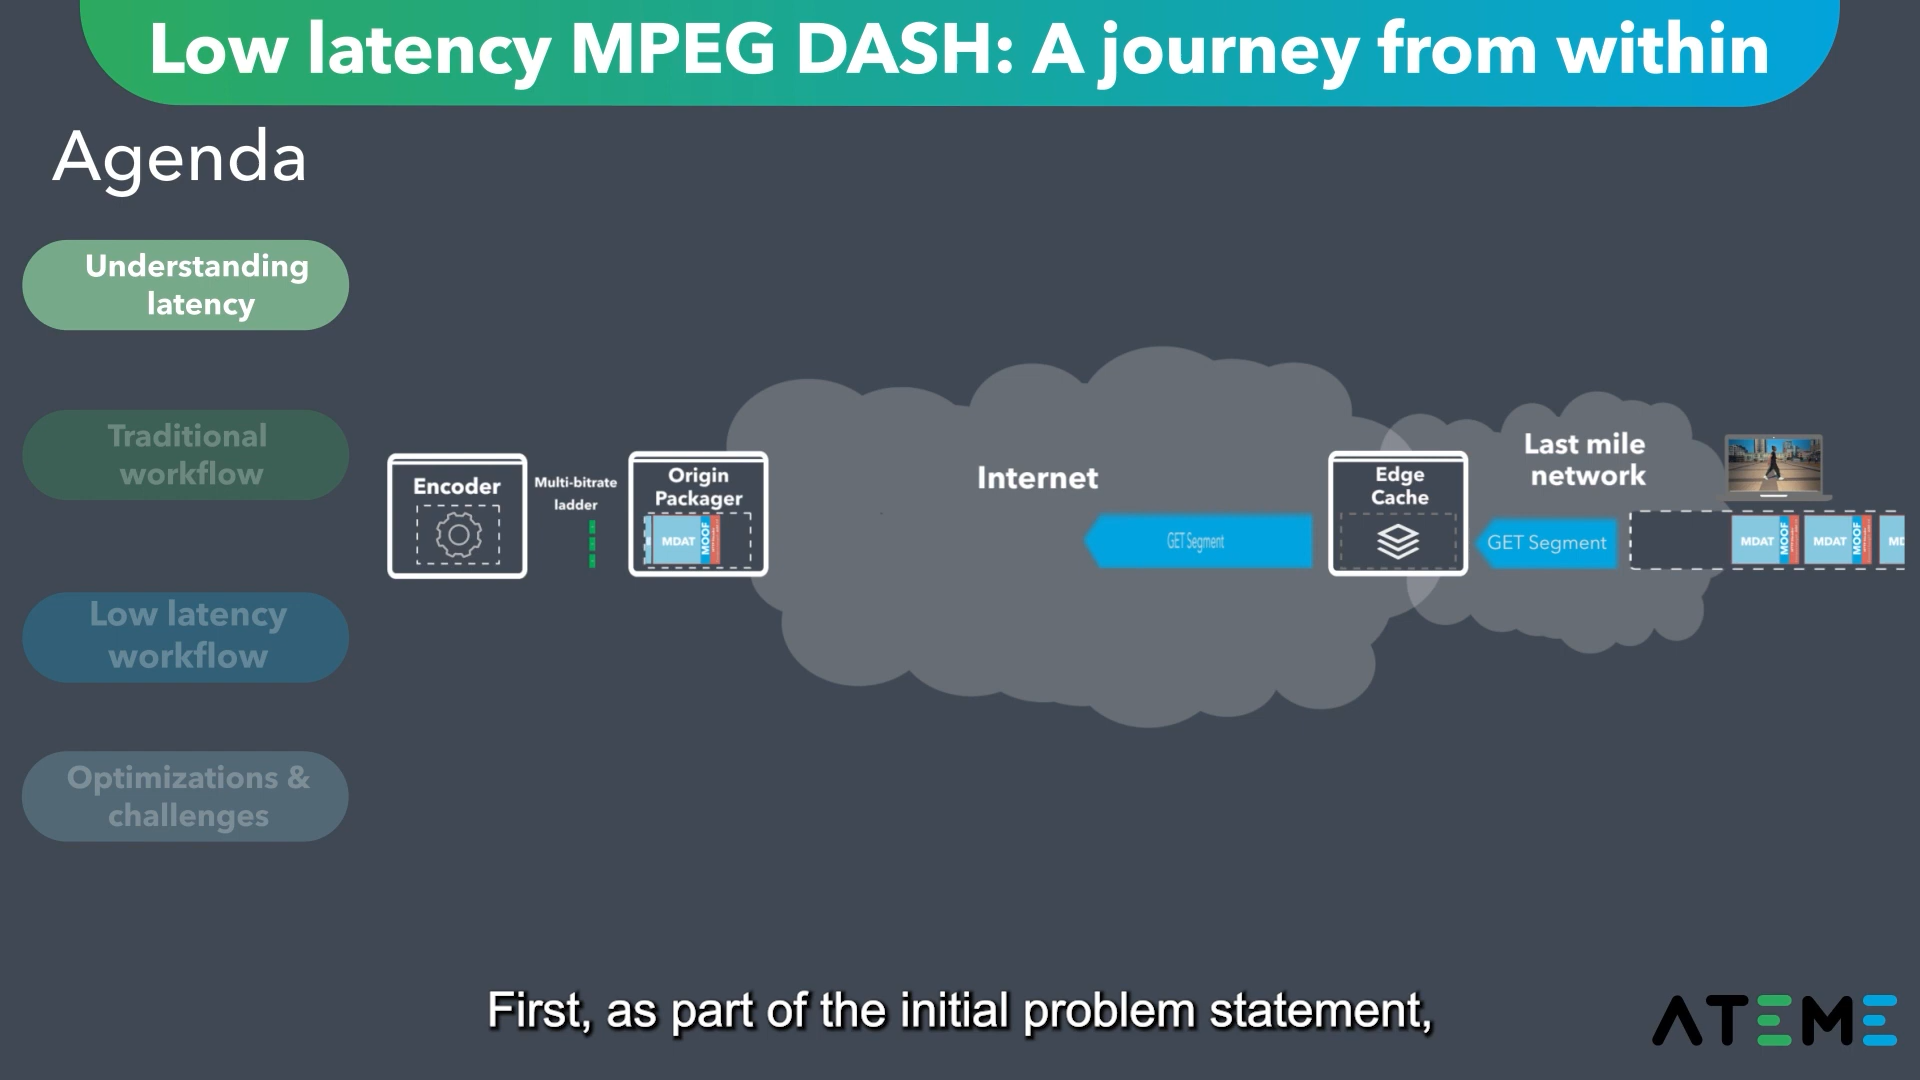 Low latency MPEG DASH: A journey from within
Agenda
Understanding
latency
Traditional
workflow
Low latency
workflow
Optimizations &
challenges
Encoder
Multi-bitrate
ladder
Origin
Packager
MDAT
MOOF
Internet
GET Segment
Edge
Cache
Last mile
network
GET Segment
MDAT
MOOF
MDAT
MOOF
First, as part of the initial problem statement,
ATEME